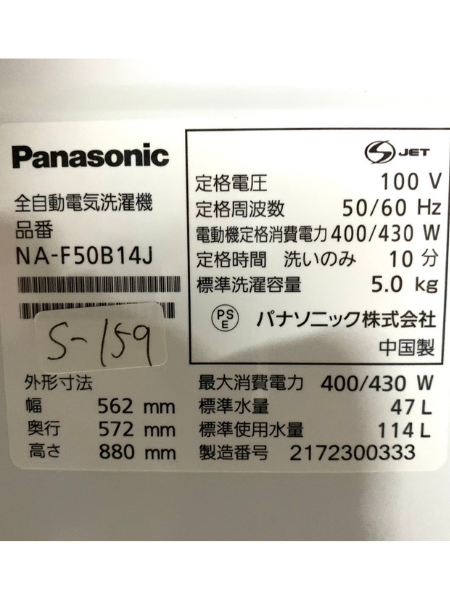 Panasonic
全自動電気洗濯機
品番
NA-F50B14J
S-159
外形寸法
幅 562 mm
奥行 572 mm
高さ 880 mm
S JET
定格電圧 100 V
定格周波数 50/60 Hz
電動機定格消費電力 400/430 W
定格時間 洗いのみ 10 分
標準洗濯容量 5.0 kg
PSE パナソニック株式会社
中国製
最大消費電力 400/430 W
標準水量 47 L
標準使用水量 114 L
製造番号 2172300333